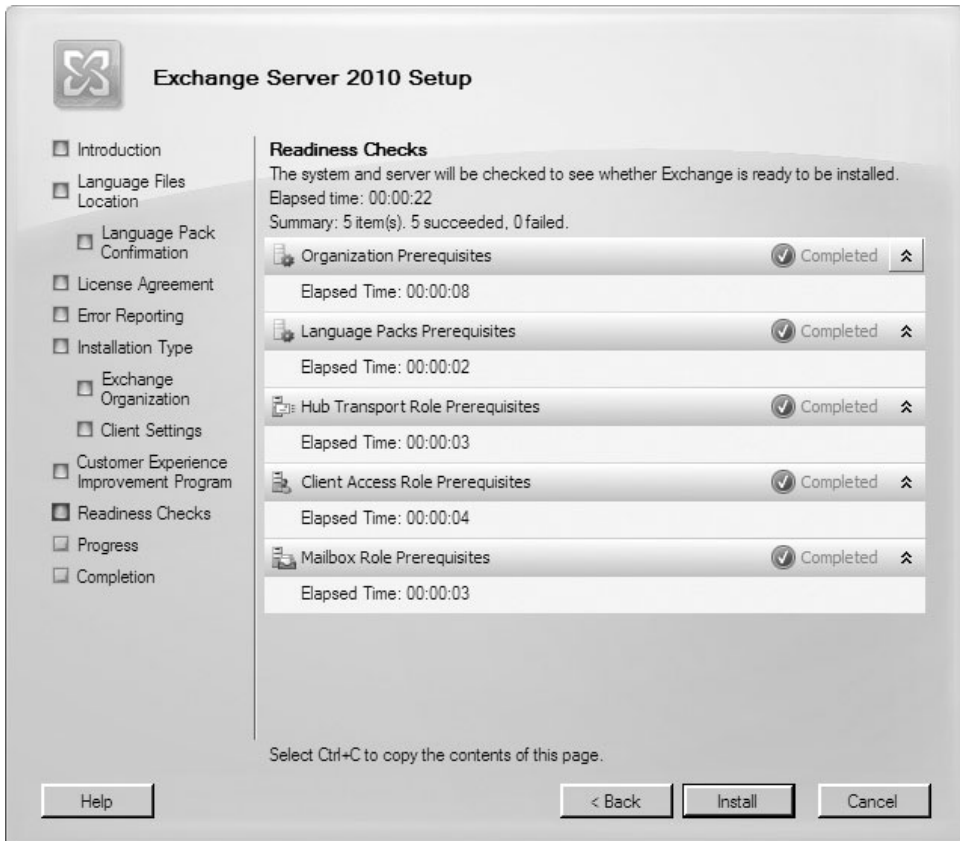 Exchange Server 2010 Setup
Introduction
Language Files
Location
Language Pack
Confirmation
License Agreement
Error Reporting
Installation Type
Exchange
Organization
Client Settings
Customer Experience
Improvement Program
Readiness Checks
Progress
Completion
Readiness Checks
The system and server will be checked to see whether Exchange is ready to be installed.
Elapsed time: 00:00:22
Summary: 5 item(s). 5 succeeded, 0 failed.
Organization Prerequisites Completed
Elapsed Time: 00:00:08
Language Packs Prerequisites Completed
Elapsed Time: 00:00:02
Hub Transport Role Prerequisites Completed
Elapsed Time: 00:00:03
Client Access Role Prerequisites Completed
Elapsed Time: 00:00:04
Mailbox Role Prerequisites Completed
Elapsed Time: 00:00:03
Select Ctrl+C to copy the contents of this page.
Help < Back Install Cancel